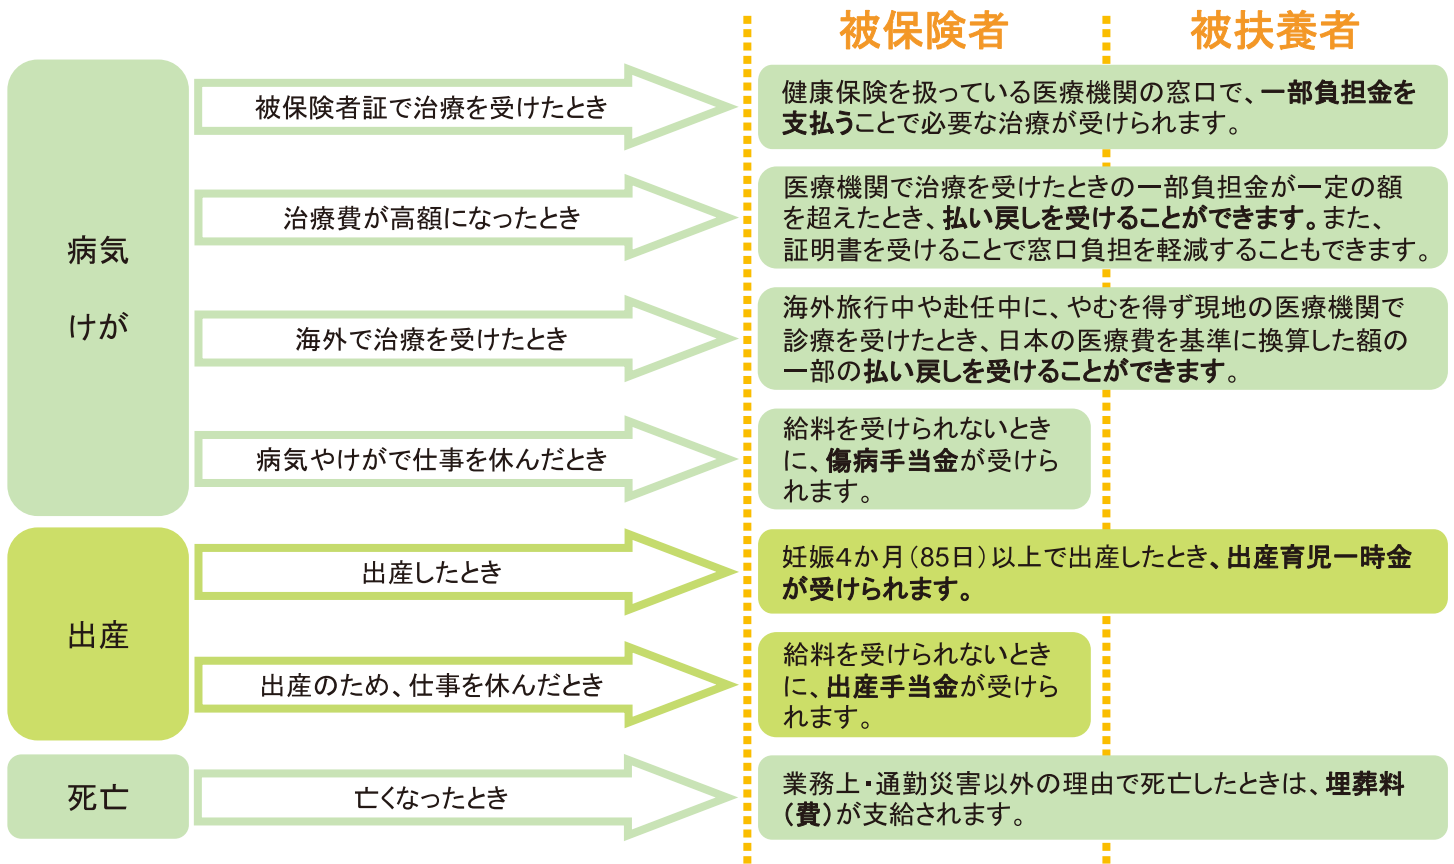 被保険者
被扶養者
病気
けが
被保険者証で治療を受けたとき
健康保険を扱っている医療機関の窓口で、一部負担金を
支払うことで必要な治療が受けられます。
治療費が高額になったとき
医療機関で治療を受けたときの一部負担金が一定の額
を超えたとき、払い戻しを受けることができます。また、
証明書を受けることで窓口負担を軽減することもできます。
海外で治療を受けたとき
海外旅行中や赴任中に、やむを得ず現地の医療機関で
診療を受けたとき、日本の医療費を基準に換算した額の
一部の払い戻しを受けることができます。
病気やけがで仕事を休んだとき
給料を受けられないとき
に、傷病手当金が受けら
れます。
出産
出産したとき
妊娠4か月(85日)以上で出産したとき、出産育児一時金
が受けられます。
出産のため、仕事を休んだとき
給料を受けられないとき
に、出産手当金が受けら
れます。
死亡
亡くなったとき
業務上・通勤災害以外の理由で死亡したときは、埋葬料
(費)が支給されます。